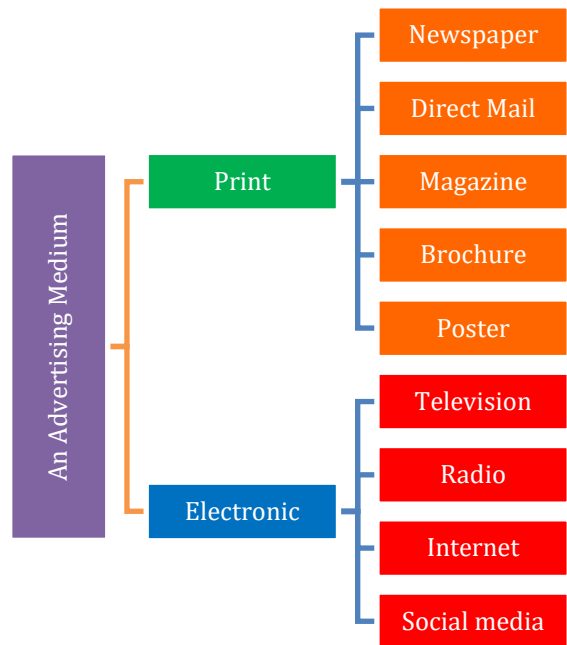 An Advertising Medium
Print
Newspaper
Direct Mail
Magazine
Brochure
Poster
Electronic
Television
Radio
Internet
Social media